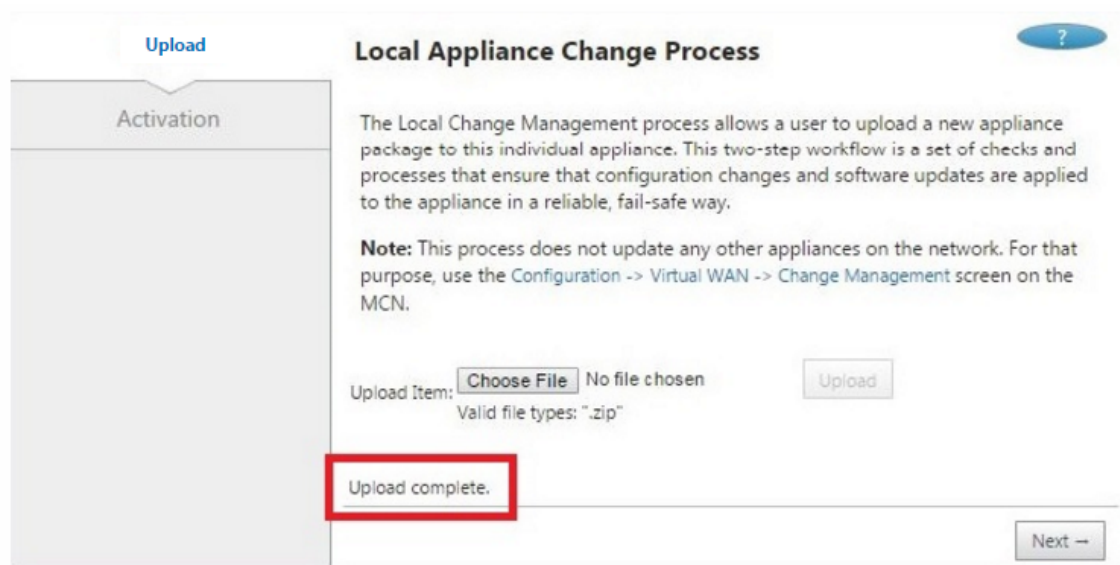 Upload
Activation
Local Appliance Change Process
?
The Local Change Management process allows a user to upload a new appliance
package to this individual appliance. This two-step workflow is a set of checks and
processes that ensure that configuration changes and software updates are applied
to the appliance in a reliable, fail-safe way.
Note: This process does not update any other appliances on the network. For that
purpose, use the Configuration -> Virtual WAN -> Change Management screen on the
MCN.
Upload Item: Choose File No file chosen Upload
Valid file types: ".zip"
Upload complete.
Next →